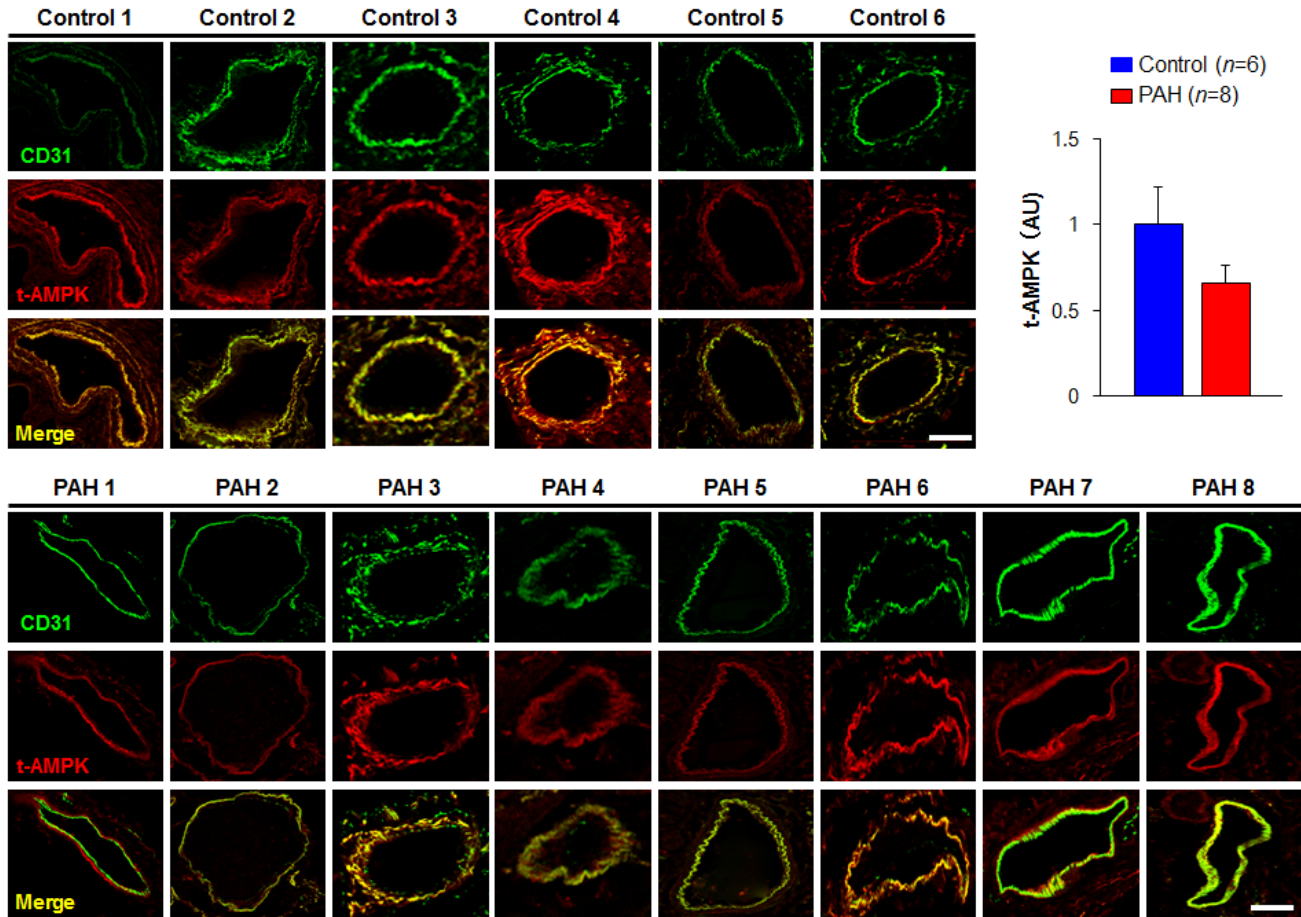 Control 1 Control 2 Control 3 Control 4 Control 5 Control 6
CD31
t-AMPK
Merge
Control (n=6)
PAH (n=8)
1.5
1
0.5
0
t-AMPK (AU)
PAH 1 PAH 2 PAH 3 PAH 4 PAH 5 PAH 6 PAH 7 PAH 8
CD31
t-AMPK
Merge